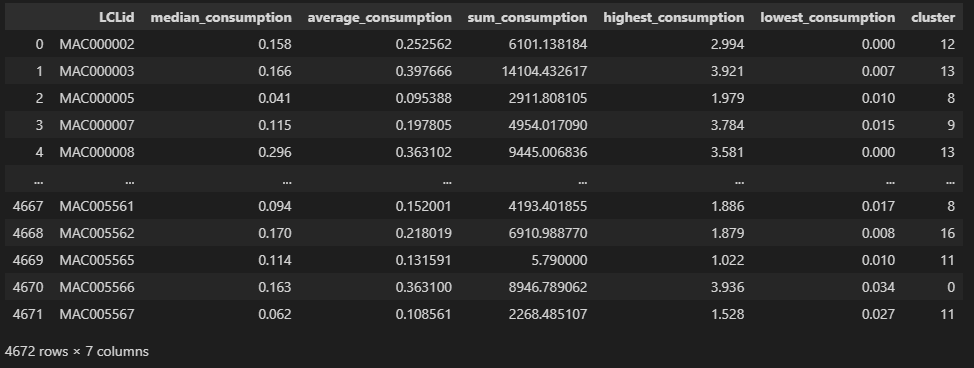 LCLid median_consumption average_consumption sum_consumption highest_consumption lowest_consumption cluster
0 MAC000002 0.158 0.252562 6101.138184 2.994 0.000 12
1 MAC000003 0.166 0.397666 14104.432617 3.921 0.007 13
2 MAC000005 0.041 0.095388 2911.808105 1.979 0.010 8
3 MAC000007 0.115 0.197805 4954.017090 3.784 0.015 9
4 MAC000008 0.296 0.363102 9445.006836 3.581 0.000 13
... ... ... ... ... ... ... ...
4667 MAC005561 0.094 0.152001 4193.401855 1.886 0.017 8
4668 MAC005562 0.170 0.218019 6910.988770 1.879 0.008 16
4669 MAC005565 0.114 0.131591 5.790000 1.022 0.010 11
4670 MAC005566 0.163 0.363100 8946.789062 3.936 0.034 0
4671 MAC005567 0.062 0.108561 2268.485107 1.528 0.027 11
4672 rows × 7 columns